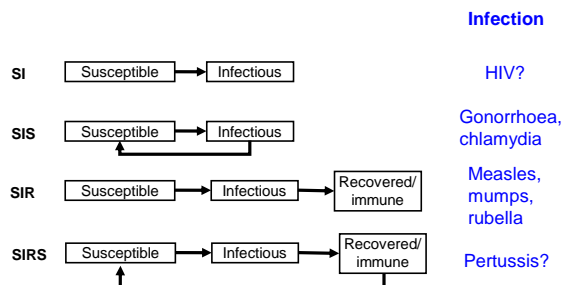 Infection
SI Susceptible Infectious HIV?
SIS Susceptible Infectious Gonorrhoea,
chlamydia
SIR Susceptible Infectious Recovered/
immune Measles,
mumps,
rubella
SIRS Susceptible Infectious Recovered/
immune Pertussis?